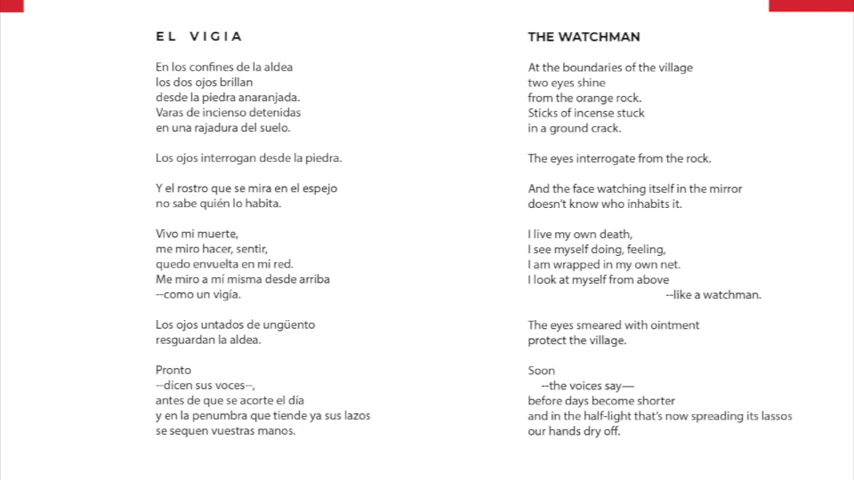 EL VIGIA
En los confines de la aldea
los dos ojos brillan
desde la piedra anaranjada.
Varas de incienso detenidas
en una rajadura del suelo.
Los ojos interrogan desde la piedra.
Y el rostro que se mira en el espejo
no sabe quién lo habita.
Vivo mi muerte,
me miro hacer, sentir,
quedo envuelta en mi red.
Me miro a mí misma desde arriba
--como un vigía.
Los ojos untados de ungüento
resguardan la aldea.
Pronto
--dicen sus voces--,
antes de que se acorte el día
y en la penumbra que tiende ya sus lazos
se sequen vuestras manos.
THE WATCHMAN
At the boundaries of the village
two eyes shine
from the orange rock.
Sticks of incense stuck
in a ground crack.
The eyes interrogate from the rock.
And the face watching itself in the mirror
doesn't know who inhabits it.
I live my own death,
I see myself doing, feeling,
I am wrapped in my own net.
I look at myself from above
--like a watchman.
The eyes smeared with ointment
protect the village.
Soon
--the voices say—
before days become shorter
and in the half-light that's now spreading its lassos
our hands dry off.